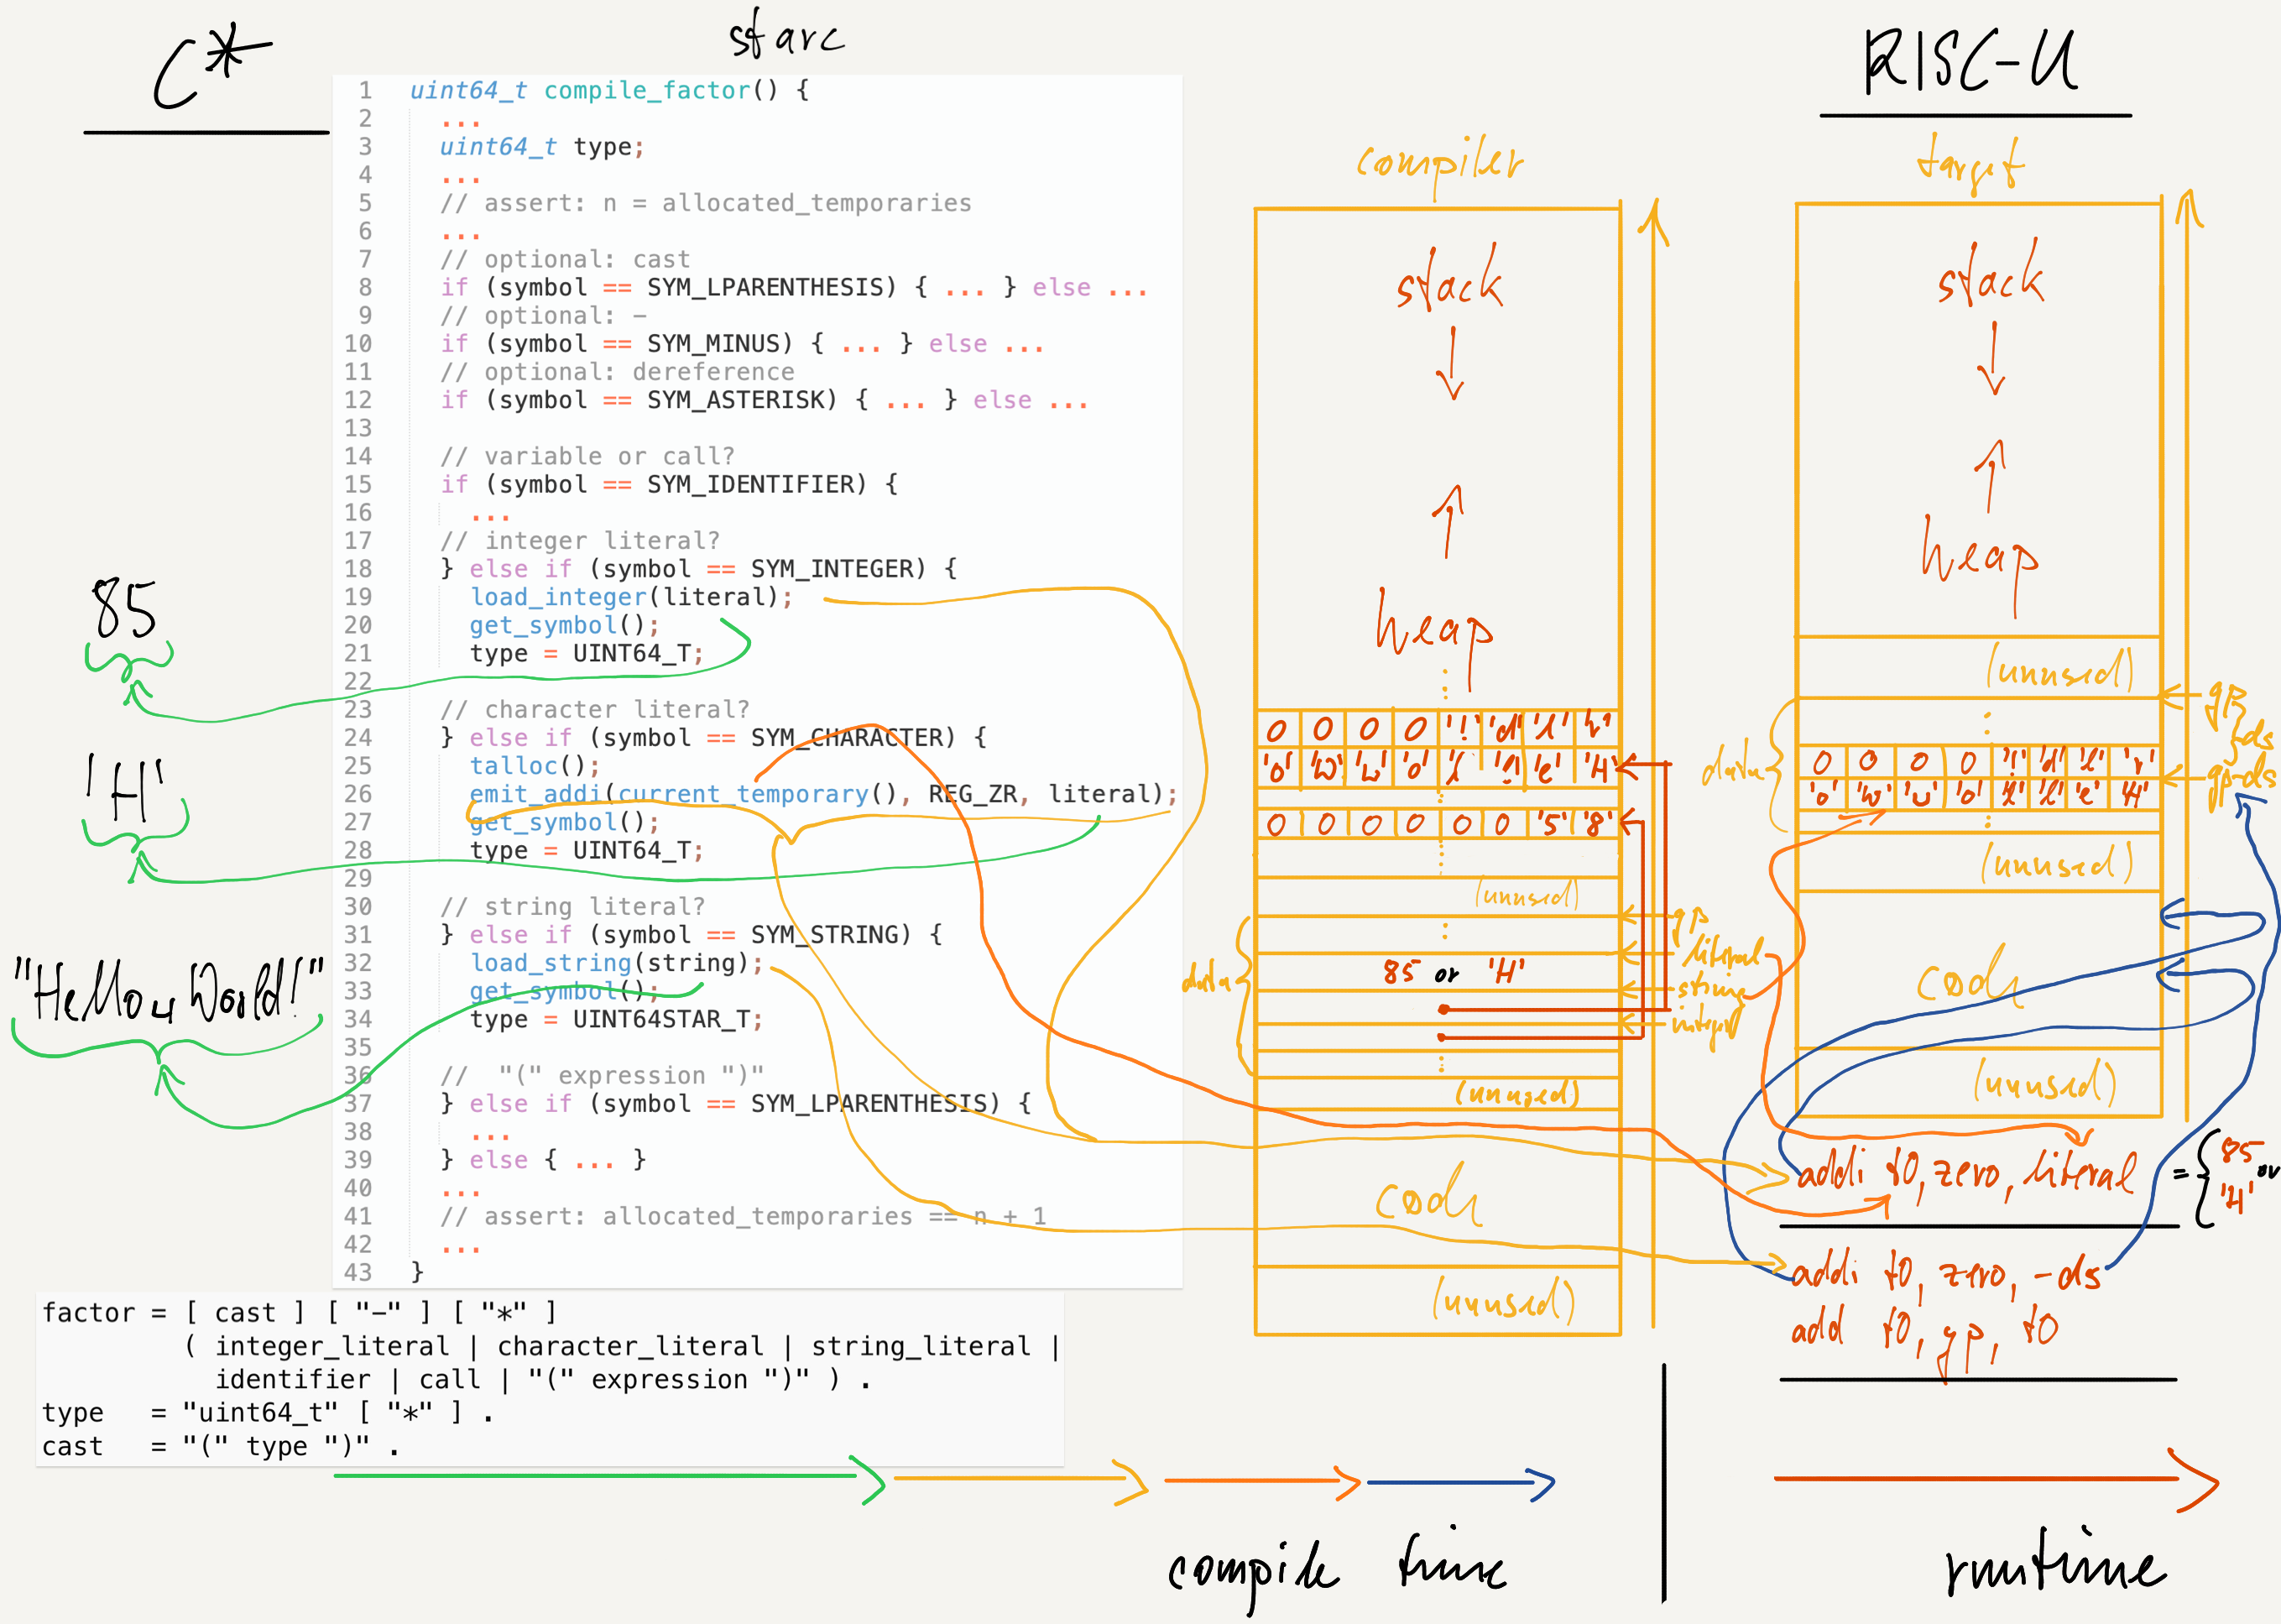 C*
starc
RISC-U
1 uint64_t compile_factor() {
2 ...
3 uint64_t type;
4 ...
5 // assert: n = allocated_temporaries
6 ...
7 // optional: cast
8 if (symbol == SYM_LPARENTHESIS) { ... } else ...
9 // optional: -
10 if (symbol == SYM_MINUS) { ... } else ...
11 // optional: dereference
12 if (symbol == SYM_ASTERISK) { ... } else ...
13
14 // variable or call?
15 if (symbol == SYM_IDENTIFIER) {
16 ...
17 // integer literal?
18 } else if (symbol == SYM_INTEGER) {
19 load_integer(literal);
20 get_symbol();
21 type = UINT64_T;
22
23 // character literal?
24 } else if (symbol == SYM_CHARACTER) {
25 talloc();
26 emit_addi(current_temporary(), REG_ZR, literal);
27 get_symbol();
28 type = UINT64_T;
29
30 // string literal?
31 } else if (symbol == SYM_STRING) {
32 load_string(string);
33 get_symbol();
34 type = UINT64STAR_T;
35
36 // "(" expression ")"
37 } else if (symbol == SYM_LPARENTHESIS) {
38 ...
39 } else { ... }
40 ...
41 // assert: allocated_temporaries == n + 1
42 ...
43 }
85
'H'
"Hello␣World!"
factor = [ cast ] [ "-" ] [ "*" ]
( integer_literal | character_literal | string_literal |
identifier | call | "(" expression ")" ) .
type = "uint64_t" [ "*" ] .
cast = "(" type ")" .
compiler
stack
heap
0 0 0 0 '!' 'd' 'l' 'r'
'o' 'W' '␣' 'o' 'l' 'l' 'e' 'H'
0 0 0 0 0 0 '5' '8'
(unused)
gp
literal
data
85 or 'H'
string
integer
(unused)
code
(unused)
target
stack
heap
(unused)
gp
-ds
data
0 0 0 0 '!' 'd' 'l' 'r'
gp-ds
'o' 'W' '␣' 'o' 'l' 'l' 'e' 'H'
(unused)
code
(unused)
addi t0, zero, literal
= { 85 or 'H'
addi t0, zero, -ds
add t0, gp, t0
compile time
runtime